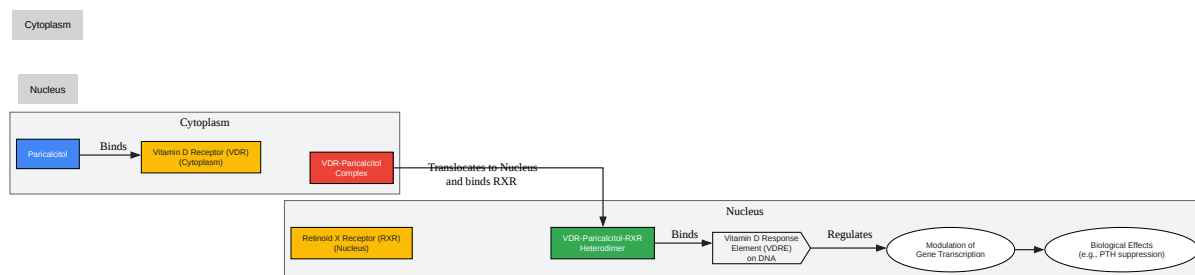 Cytoplasm
Nucleus
Cytoplasm
Paricalcitol
Binds
Vitamin D Receptor (VDR)
(Cytoplasm)
VDR-Paricalcitol
Complex
Translocates to Nucleus
and binds RXR
Nucleus
Retinoid X Receptor (RXR)
(Nucleus)
VDR-Paricalcitol-RXR
Heterodimer
Binds
Vitamin D Response
Element (VDRE)
on DNA
Regulates
Modulation of
Gene Transcription
Biological Effects
(e.g., PTH suppression)